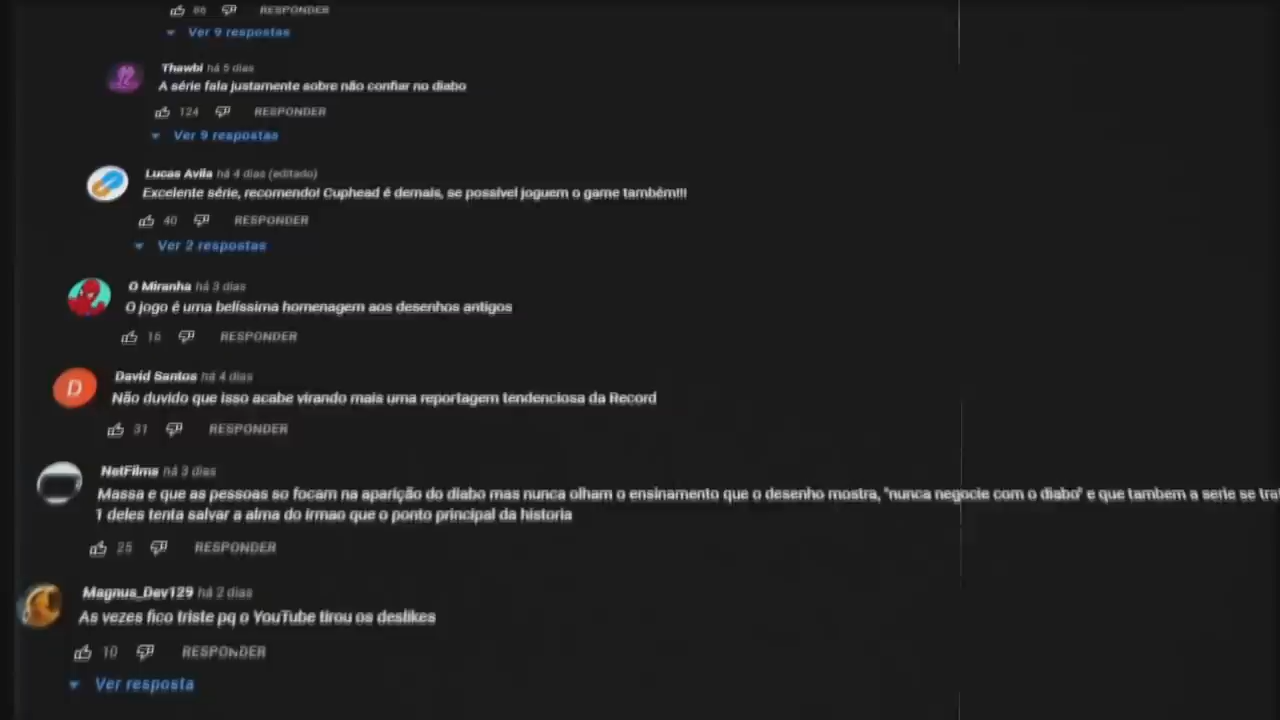 66 RESPONDER
Ver 9 respostas
Thawbi há 5 dias
A série fala justamente sobre não confiar no diabo
124 RESPONDER
Ver 9 respostas
Lucas Avila há 4 dias (editado)
Excelente série, recomendo! Cuphead é demais, se possível joguem o game também!!!
40 RESPONDER
Ver 2 respostas
O Miranha há 3 dias
O jogo é uma belíssima homenagem aos desenhos antigos
16 RESPONDER
D
David Santos há 4 dias
Não duvido que isso acabe virando mais uma reportagem tendenciosa da Record
31 RESPONDER
NetFilms há 3 dias
Massa e que as pessoas so focam na aparição do diabo mas nunca olham o ensinamento que o desenho mostra, "nunca negocie com o diabo" e que tambem a serie se
1 deles tenta salvar a alma do irmao que o ponto principal da historia
25 RESPONDER
Magnus_Dev129 há 2 dias
As vezes fico triste pq o YouTube tirou os deslikes
10 RESPONDER
Ver resposta